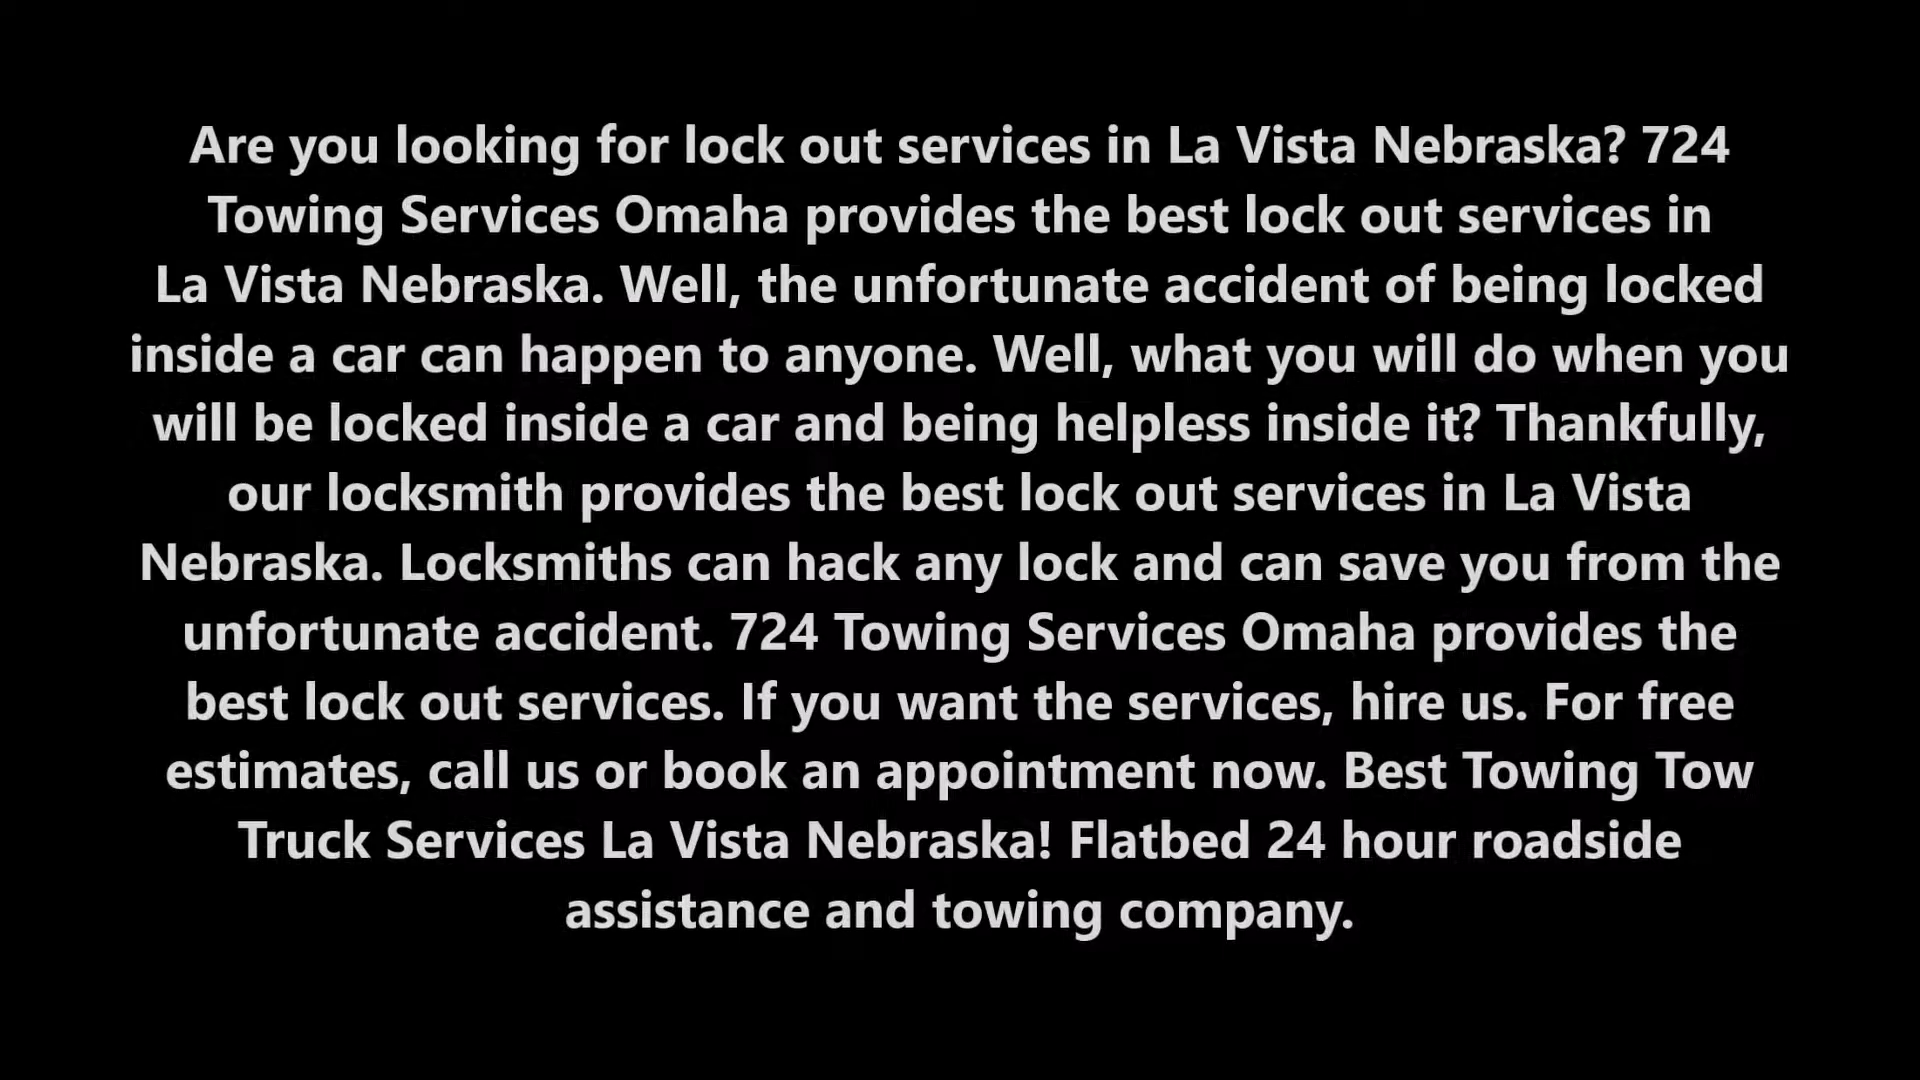 Are you looking for lock out services in La Vista Nebraska? 724
Towing Services Omaha provides the best lock out services in
La Vista Nebraska. Well, the unfortunate accident of being locked
inside a car can happen to anyone. Well, what you will do when you
will be locked inside a car and being helpless inside it? Thankfully,
our locksmith provides the best lock out services in La Vista
Nebraska. Locksmiths can hack any lock and can save you from the
unfortunate accident. 724 Towing Services Omaha provides the
best lock out services. If you want the services, hire us. For free
estimates, call us or book an appointment now. Best Towing Tow
Truck Services La Vista Nebraska! Flatbed 24 hour roadside
assistance and towing company.